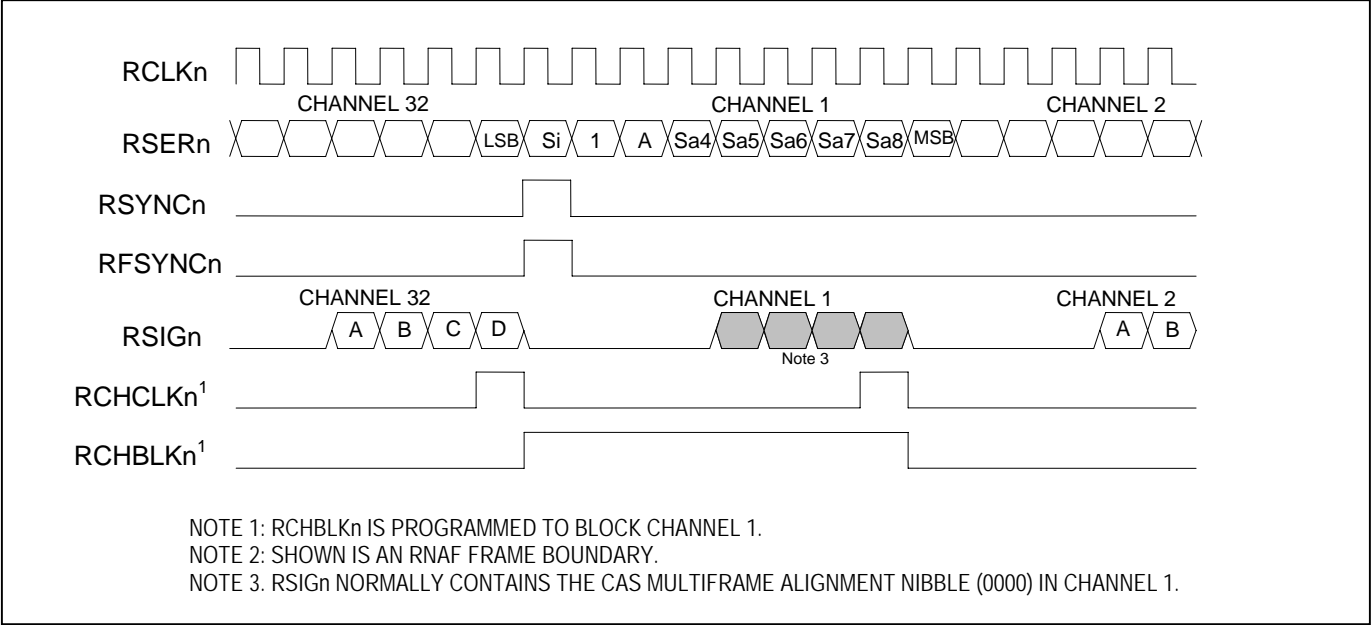 RCLKn
CHANNEL 32 CHANNEL 1 CHANNEL 2
RSERn LSB Si 1 A Sa4 Sa5 Sa6 Sa7 Sa8 MSB
RSYNCn
RFSYNCn
CHANNEL 32 CHANNEL 1 CHANNEL 2
RSIGn A B C D A B
Note 3
RCHCLKn¹
RCHBLKn¹
NOTE 1: RCHBLKn IS PROGRAMMED TO BLOCK CHANNEL 1.
NOTE 2: SHOWN IS AN RNAF FRAME BOUNDARY.
NOTE 3. RSIGn NORMALLY CONTAINS THE CAS MULTIFRAME ALIGNMENT NIBBLE (0000) IN CHANNEL 1.